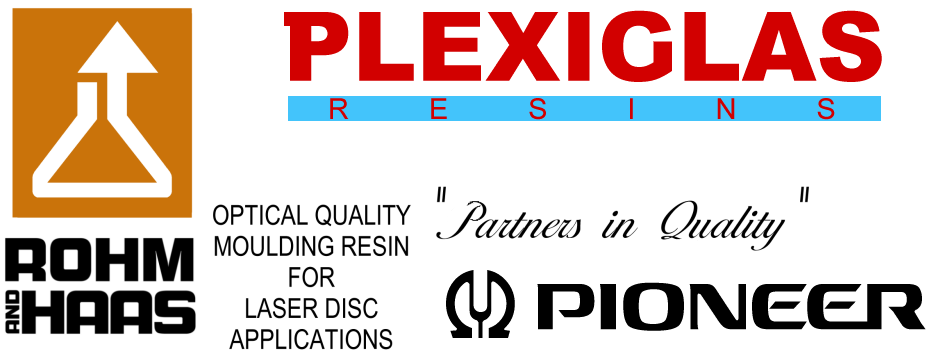 PLEXIGLAS
RESINS
ROHM
AND
HAAS
OPTICAL QUALITY
MOULDING RESIN
FOR
LASER DISC
APPLICATIONS
"Partners in Quality"
PIONEER